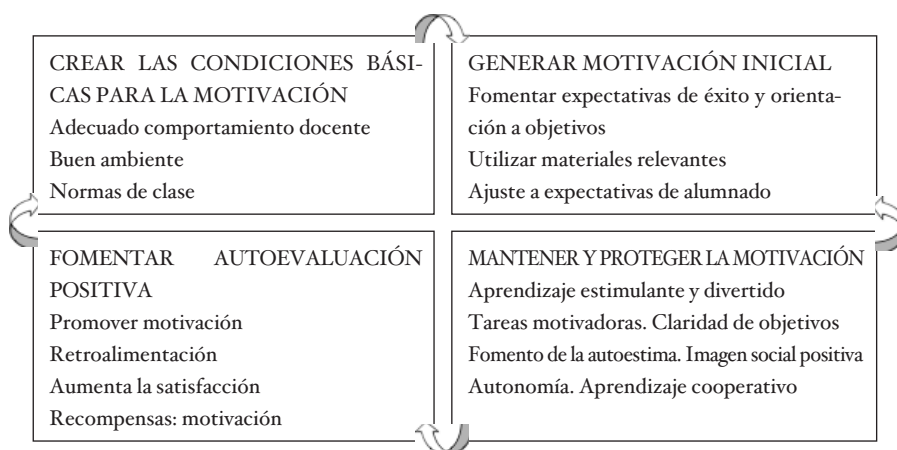 CREAR LAS CONDICIONES BÁSI-
CAS PARA LA MOTIVACIÓN
Adecuado comportamiento docente
Buen ambiente
Normas de clase
GENERAR MOTIVACIÓN INICIAL
Fomentar expectativas de éxito y orienta-
ción a objetivos
Utilizar materiales relevantes
Ajuste a expectativas de alumnado
FOMENTAR AUTOEVALUACIÓN
POSITIVA
Promover motivación
Retroalimentación
Aumenta la satisfacción
Recompensas: motivación
MANTENER Y PROTEGER LA MOTIVACIÓN
Aprendizaje estimulante y divertido
Tareas motivadoras. Claridad de objetivos
Fomento de la autoestima. Imagen social positiva
Autonomía. Aprendizaje cooperativo